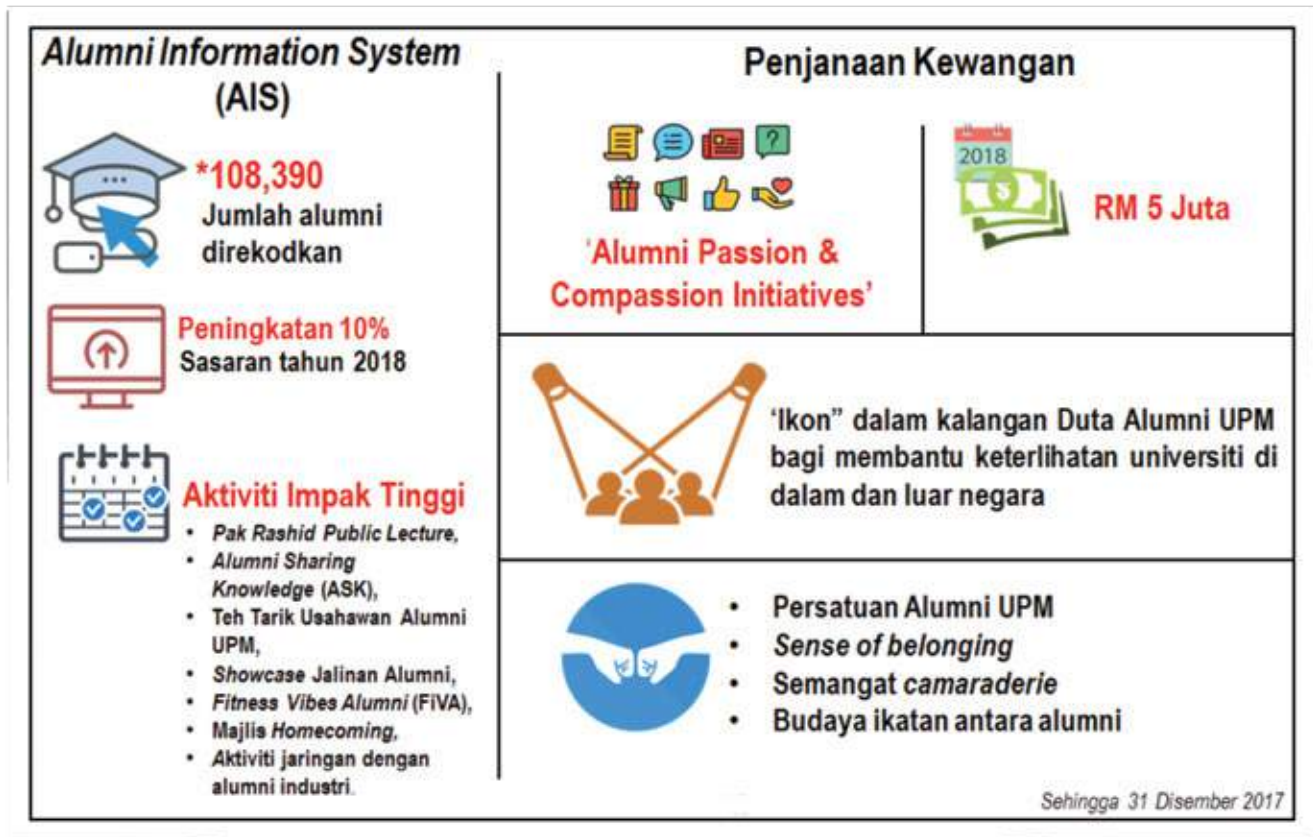 Alumni Information System
(AIS)
*108,390
Jumlah alumni
direkodkan
Peningkatan 10%
Sasaran tahun 2018
Aktiviti Impak Tinggi
• Pak Rashid Public Lecture,
• Alumni Sharing
Knowledge (ASK),
• Teh Tarik Usahawan Alumni
UPM,
• Showcase Jalinan Alumni,
• Fitness Vibes Alumni (FiVA),
• Majlis Homecoming,
• Aktiviti jaringan dengan
alumni industri.
Penjanaan Kewangan
?
'Alumni Passion &
Compassion Initiatives'
2018
5
RM 5 Juta
'Ikon" dalam kalangan Duta Alumni UPM
bagi membantu keterlihatan universiti di
dalam dan luar negara
• Persatuan Alumni UPM
• Sense of belonging
• Semangat camaraderie
• Budaya ikatan antara alumni
Sehingga 31 Disember 2017